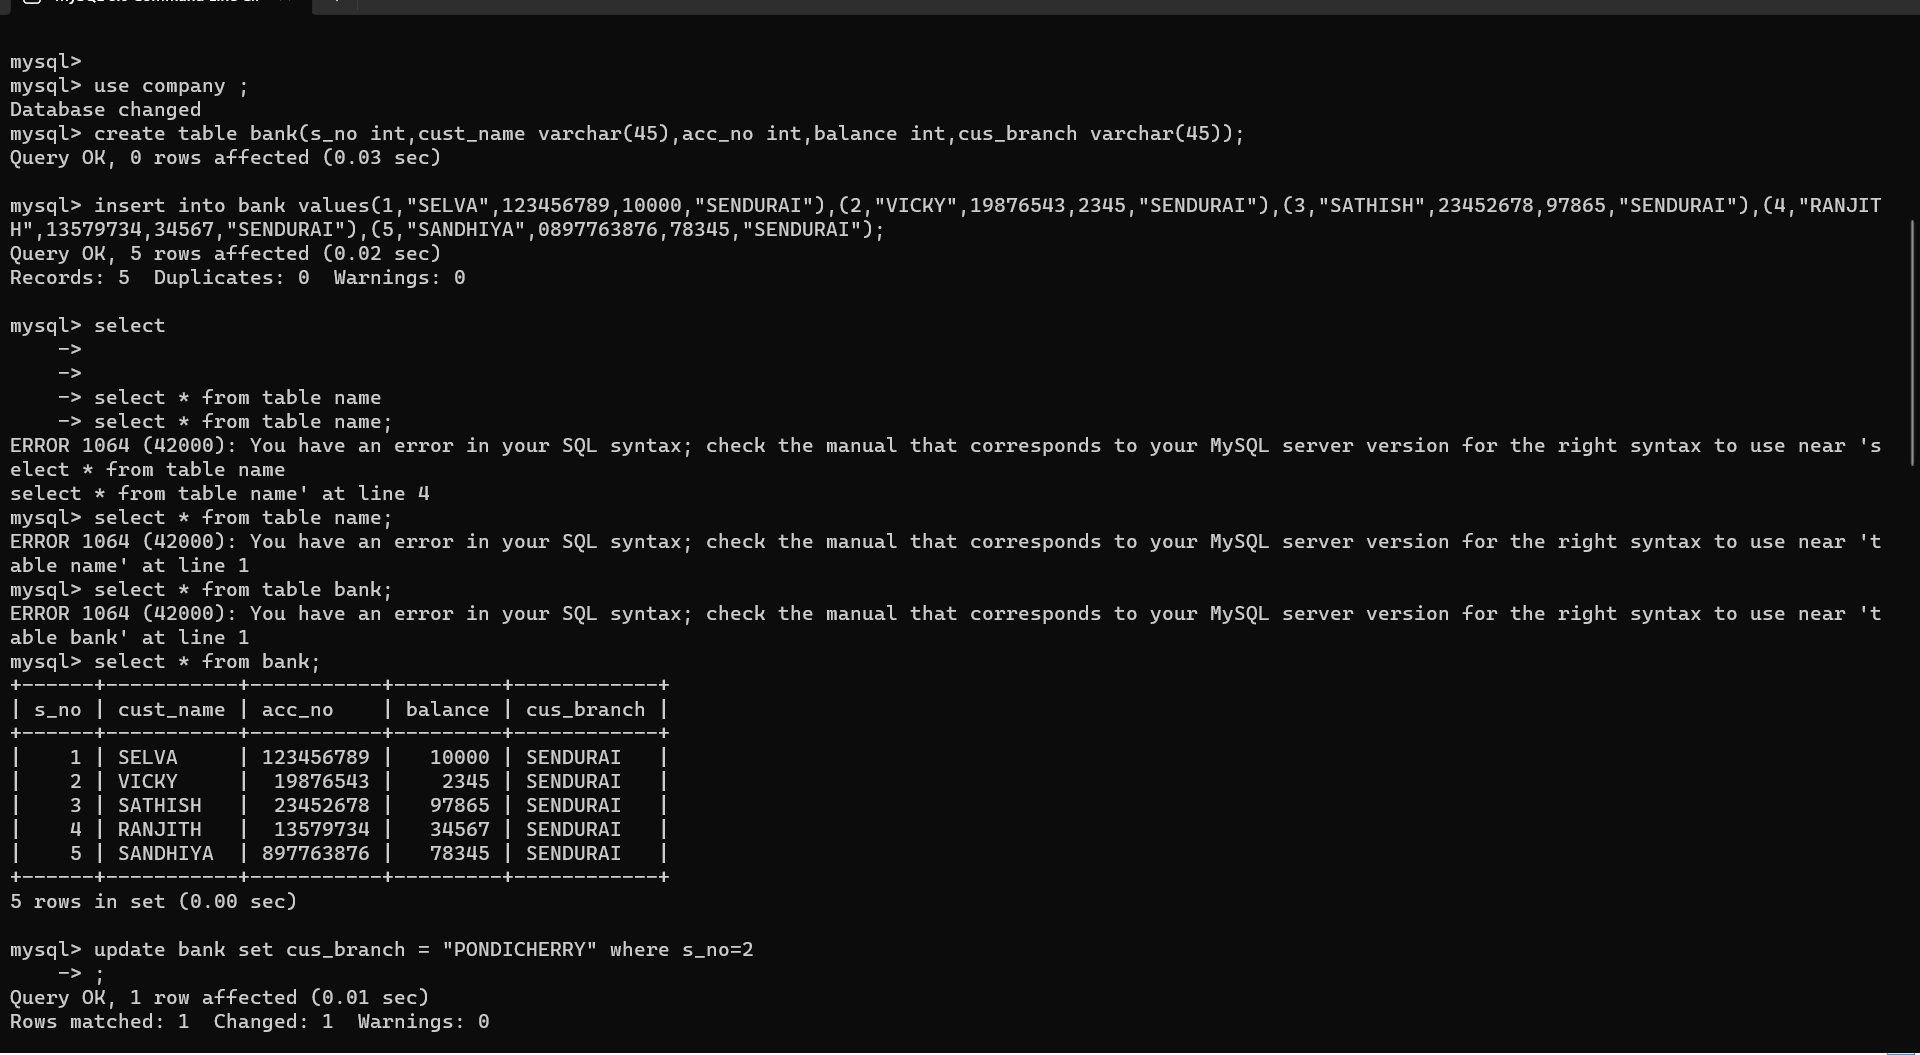 mysql>
mysql> use company ;
Database changed
mysql> create table bank(s_no int,cust_name varchar(45),acc_no int,balance int,cus_branch varchar(45));
Query OK, 0 rows affected (0.03 sec)

mysql> insert into bank values(1,"SELVA",123456789,10000,"SENDURAI"),(2,"VICKY",19876543,2345,"SENDURAI"),(3,"SATHISH",23452678,97865,"SENDURAI"),(4,"RANJIT
H",13579734,34567,"SENDURAI"),(5,"SANDHIYA",0897763876,78345,"SENDURAI");
Query OK, 5 rows affected (0.02 sec)
Records: 5  Duplicates: 0  Warnings: 0

mysql> select
    ->
    ->
    -> select * from table name
    -> select * from table name;
ERROR 1064 (42000): You have an error in your SQL syntax; check the manual that corresponds to your MySQL server version for the right syntax to use near 's
elect * from table name
select * from table name' at line 4
mysql> select * from table name;
ERROR 1064 (42000): You have an error in your SQL syntax; check the manual that corresponds to your MySQL server version for the right syntax to use near 't
able name' at line 1
mysql> select * from table bank;
ERROR 1064 (42000): You have an error in your SQL syntax; check the manual that corresponds to your MySQL server version for the right syntax to use near 't
able bank' at line 1
mysql> select * from bank;
+------+-----------+-----------+---------+------------+
| s_no | cust_name | acc_no    | balance | cus_branch |
+------+-----------+-----------+---------+------------+
|    1 | SELVA     | 123456789 |   10000 | SENDURAI   |
|    2 | VICKY     |  19876543 |    2345 | SENDURAI   |
|    3 | SATHISH   |  23452678 |   97865 | SENDURAI   |
|    4 | RANJITH   |  13579734 |   34567 | SENDURAI   |
|    5 | SANDHIYA  | 897763876 |   78345 | SENDURAI   |
+------+-----------+-----------+---------+------------+
5 rows in set (0.00 sec)

mysql> update bank set cus_branch = "PONDICHERRY" where s_no=2
    -> ;
Query OK, 1 row affected (0.01 sec)
Rows matched: 1  Changed: 1  Warnings: 0